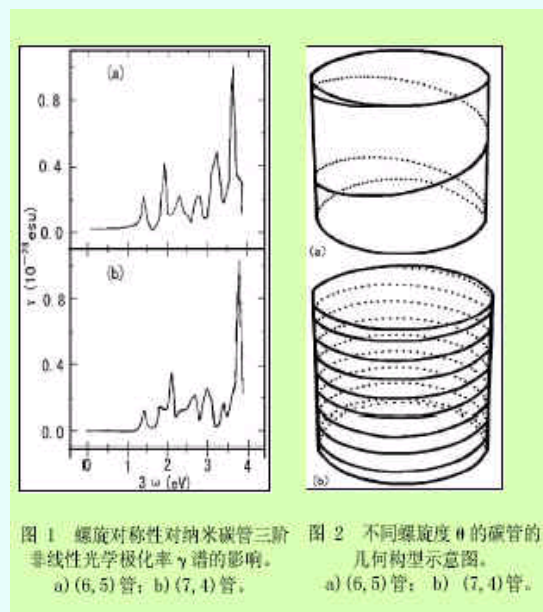 (a)
0.8
0.4
0.0
γ (10⁻²⁸ esu)
(b)
0.8
0.4
0.0
0 1 2 3 4
3 ω (eV)
(a)
(b)
图 1 螺旋对称性对纳米碳管三阶
非线性光学极化率 γ 谱的影响。
a)(6,5)管；b)(7,4)管。
图 2 不同螺旋度 θ 的碳管的
几何构型示意图。
a)(6,5)管；b) (7,4)管。